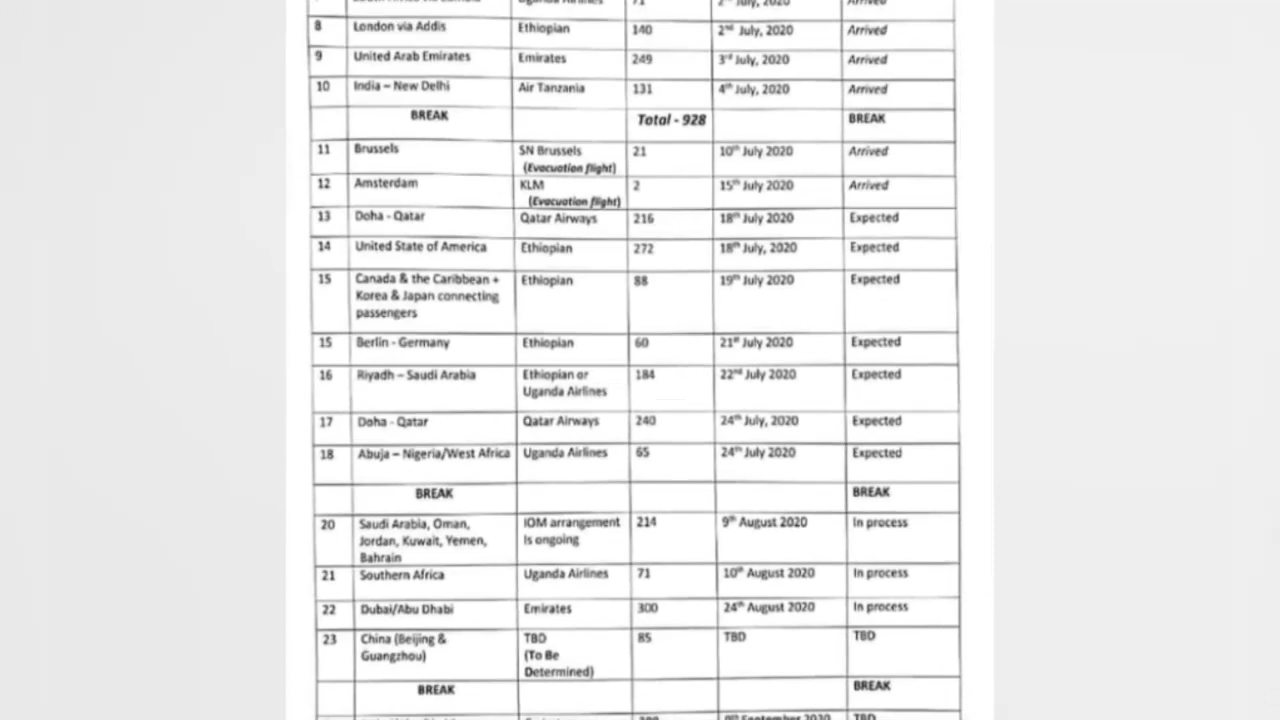 July, 2020
8 London via Addis Ethiopian 140 2nd July, 2020 Arrived
9 United Arab Emirates Emirates 249 3rd July, 2020 Arrived
10 India – New Delhi Air Tanzania 131 4th July, 2020 Arrived
BREAK Total - 928 BREAK
11 Brussels SN Brussels 21 10th July 2020 Arrived
(Evacuation flight)
12 Amsterdam KLM 2 15th July 2020 Arrived
(Evacuation flight)
13 Doha - Qatar Qatar Airways 216 18th July 2020 Expected
14 United State of America Ethiopian 272 18th July, 2020 Expected
15 Canada & the Caribbean + Ethiopian 88 19th July 2020 Expected
Korea & Japan connecting
passengers
15 Berlin - Germany Ethiopian 60 21st July 2020 Expected
16 Riyadh – Saudi Arabia Ethiopian or 184 22nd July 2020 Expected
Uganda Airlines
17 Doha - Qatar Qatar Airways 240 24th July, 2020 Expected
18 Abuja – Nigeria/West Africa Uganda Airlines 65 24th July 2020 Expected
BREAK BREAK
20 Saudi Arabia, Oman, IOM arrangement 214 9th August 2020 In process
Jordan, Kuwait, Yemen, Is ongoing
Bahrain
21 Southern Africa Uganda Airlines 71 10th August 2020 In process
22 Dubai/Abu Dhabi Emirates 300 24th August 2020 In process
23 China (Beijing & TBD 85 TBD TBD
Guangzhou) (To Be
Determined)
BREAK BREAK
September 2020 TBD